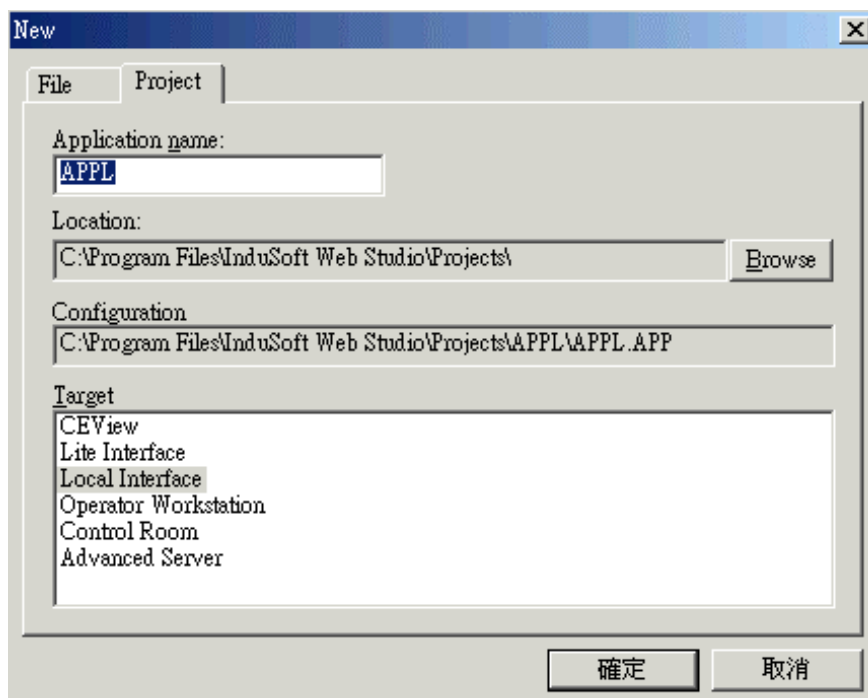 New
File
Project
Application name:
APPL
Location:
C:\Program Files\InduSoft Web Studio\Projects\
Browse
Configuration
C:\Program Files\InduSoft Web Studio\Projects\APPL\APPL.APP
Target
CEView
Lite Interface
Local Interface
Operator Workstation
Control Room
Advanced Server
確定
取消